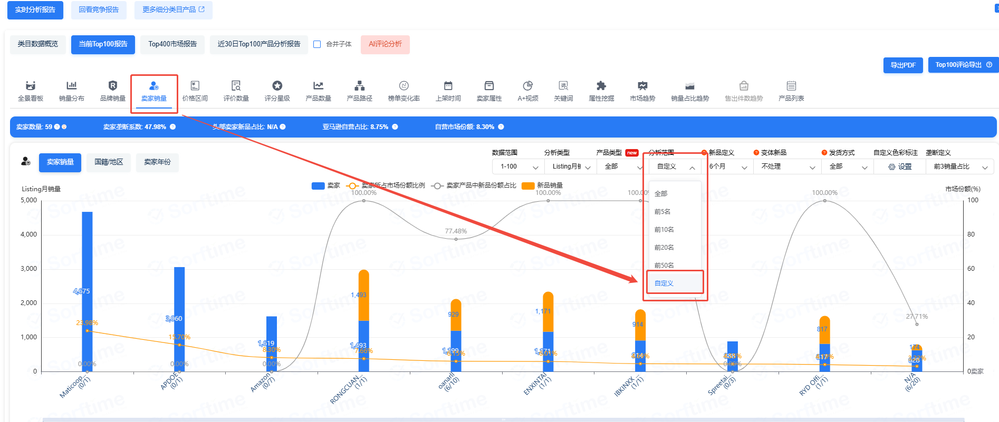 实时分析报告 回看竞争报告 更多细分类目产品
类目数据概览 当前Top100报告 Top400市场报告 近30日Top100产品分析报告 合并子体 AI评论分析
导出PDF Top100评论导出
全景看板 销量分布 品牌销量 卖家销量 价格区间 评价数量 评分星级 产品数量 产品路径 榜单变化率 上架时间 卖家属性 A+视频 关键词 属性挖掘 市场趋势 销量占比趋势 售出件数趋势 产品列表
卖家数量: 59 卖家垄断系数: 47.98% 头部卖家新品占比: N/A 亚马逊自营占比: 8.75% 自营市场份额: 8.30%
数据范围 分析类型 产品类型 new 分析范围 新品定义 变体新品 发货方式 自定义色彩标注 垄断定义
卖家销量 国籍/地区 卖家年份
1-100 Listing月销 全部 自定义 6个月 不处理 全部 设置 前3销量占比
Listing月销量 卖家 卖家所占市场份额比例 卖家产品中新品份额占比 新品销量 市场份额(%)
全部
前5名
前10名
前20名
前50名
自定义
5,000
4,000
3,000
2,000
1,000
0
100
80
60
40
20
0 卖家
100.00% 77.48% 100.00% 100.00% 27.71%
4,675 3,060 1,619 1,493 1,493 929 1,199 1,171 1,171 914 914 817 817 174 628
23.98% 15.70% 8.30% 7.66%
0.00% 0.00% 0.00%
Maticoop...
(0/1)
APDOE
(0/1)
Amazon
(0/7)
RONGCUAN...
(1/1)
oanarll
(6/10)
ENXINTAI
(1/1)
IBKINXX ...
(1/1)
Spreetai...
(0/3)
RYD Offi...
(1/1)
N/A
(6/20)
Sorftime